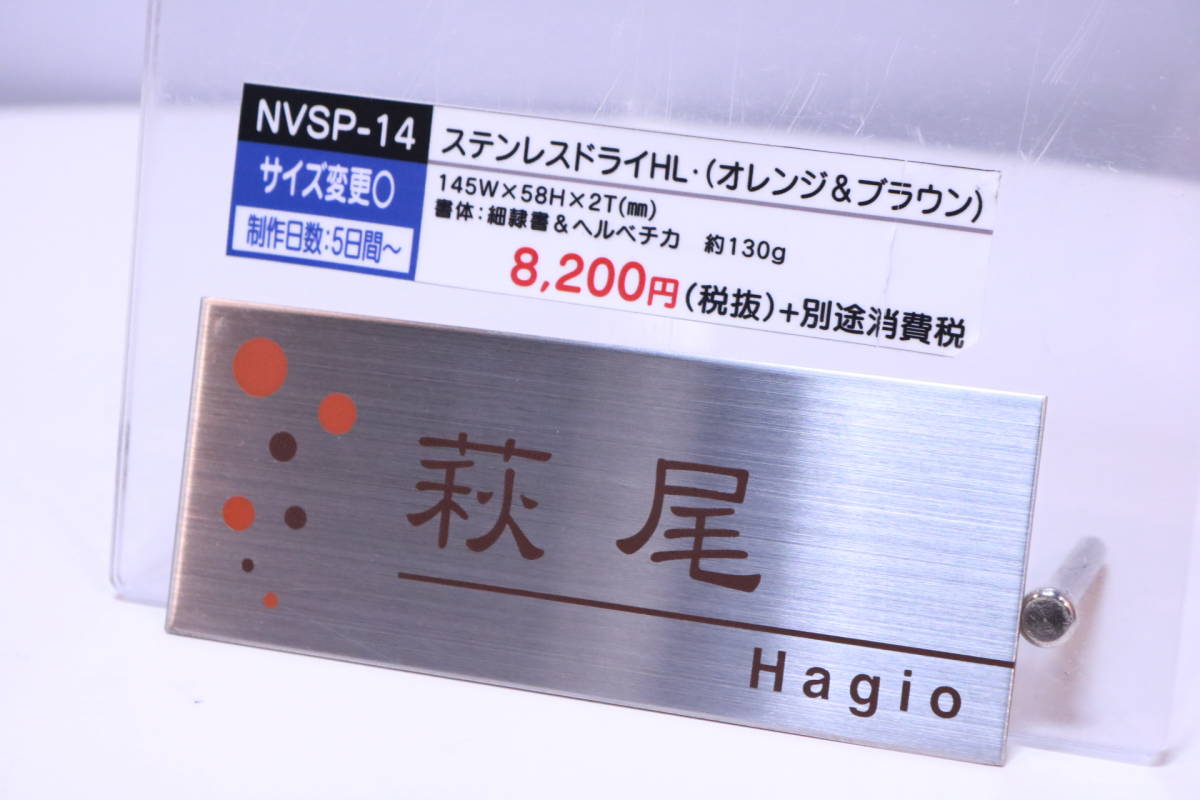 NVSP-14
サイズ変更○
制作日数:5日間～
ステンレスドライHL・(オレンジ&ブラウン)
145W×58H×2T(㎜)
書体:細隷書&ヘルベチカ 約130g
8,200円(税抜)+別途消費税
萩尾
Hagio